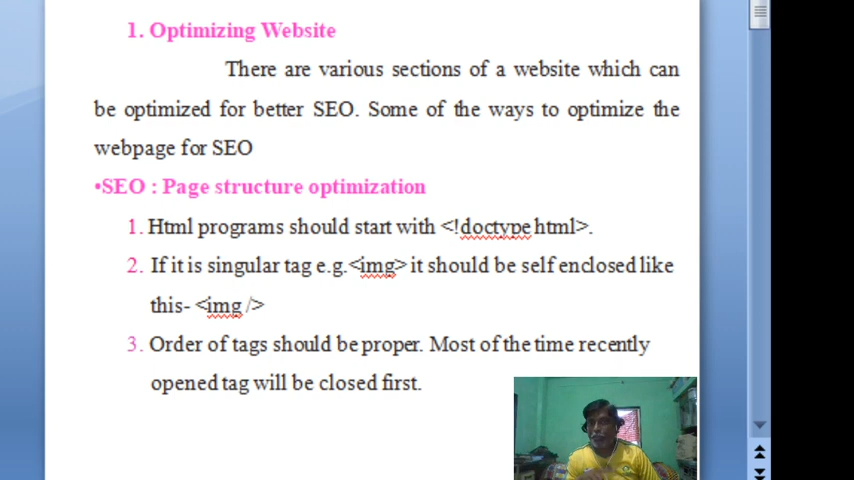 1. Optimizing Website
There are various sections of a website which can
be optimized for better SEO. Some of the ways to optimize the
webpage for SEO
•SEO : Page structure optimization
1. Html programs should start with <!doctype html>.
2. If it is singular tag e.g.<img> it should be self enclosed like
this- <img />
3. Order of tags should be proper. Most of the time recently
opened tag will be closed first.